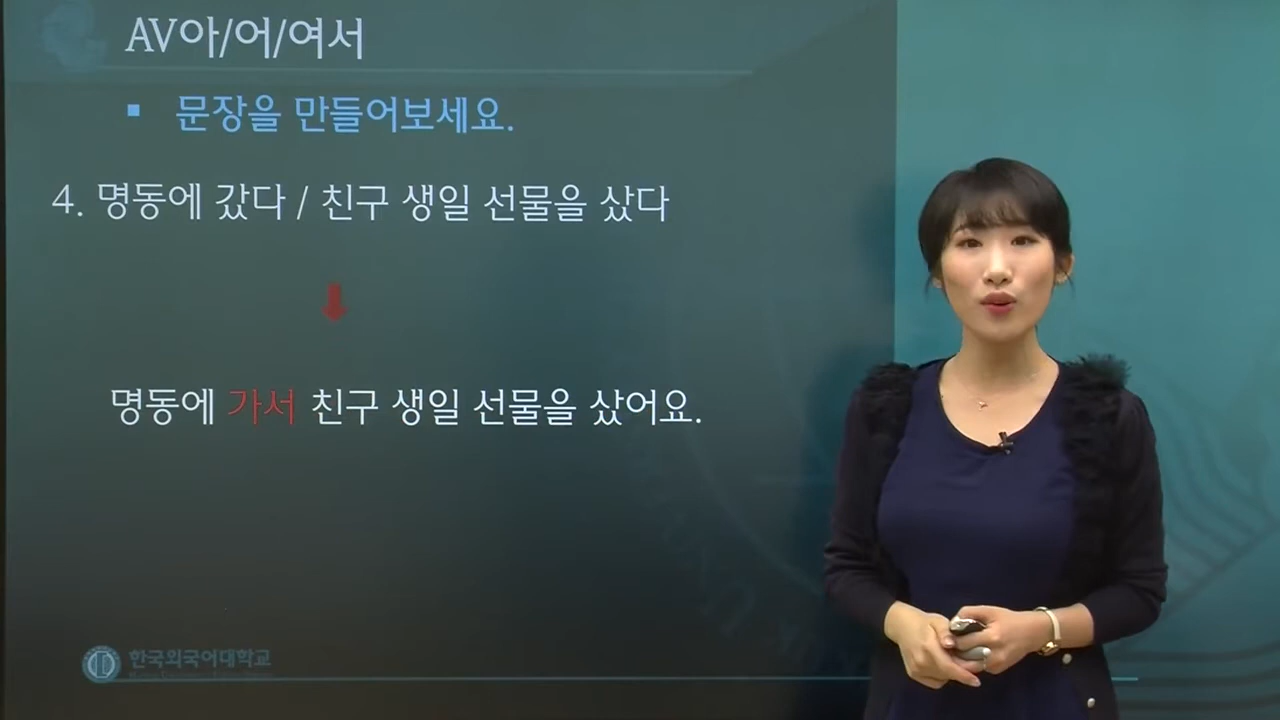 AV아/어/여서
▪ 문장을 만들어보세요.
4. 명동에 갔다 / 친구 생일 선물을 샀다
명동에 가서 친구 생일 선물을 샀어요.
한국외국어대학교